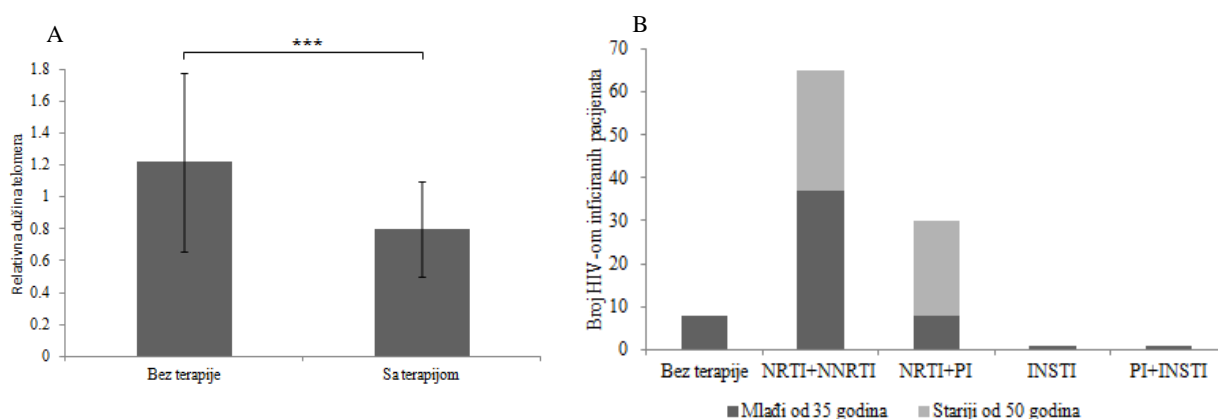 A
***
Relativna dužina telomera
1.8
1.6
1.4
1.2
1
0.8
0.6
0.4
0.2
0
Bez terapije
Sa terapijom
B
Broj HIV-om inficiranih pacijenata
70
60
50
40
30
20
10
0
Bez terapije NRTI+NNRTI NRTI+PI INSTI PI+INSTI
Mlađi od 35 godina Stariji od 50 godina